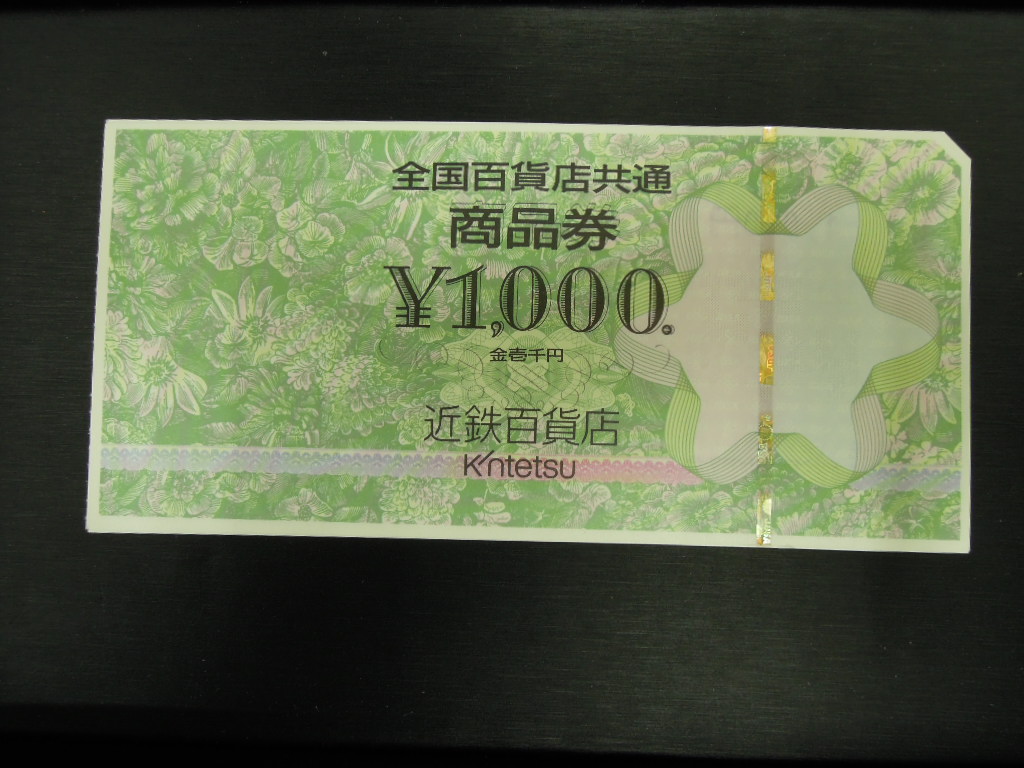 全国百貨店共通
商品券
¥1,000.
金壱千円
近鉄百貨店
Kintetsu